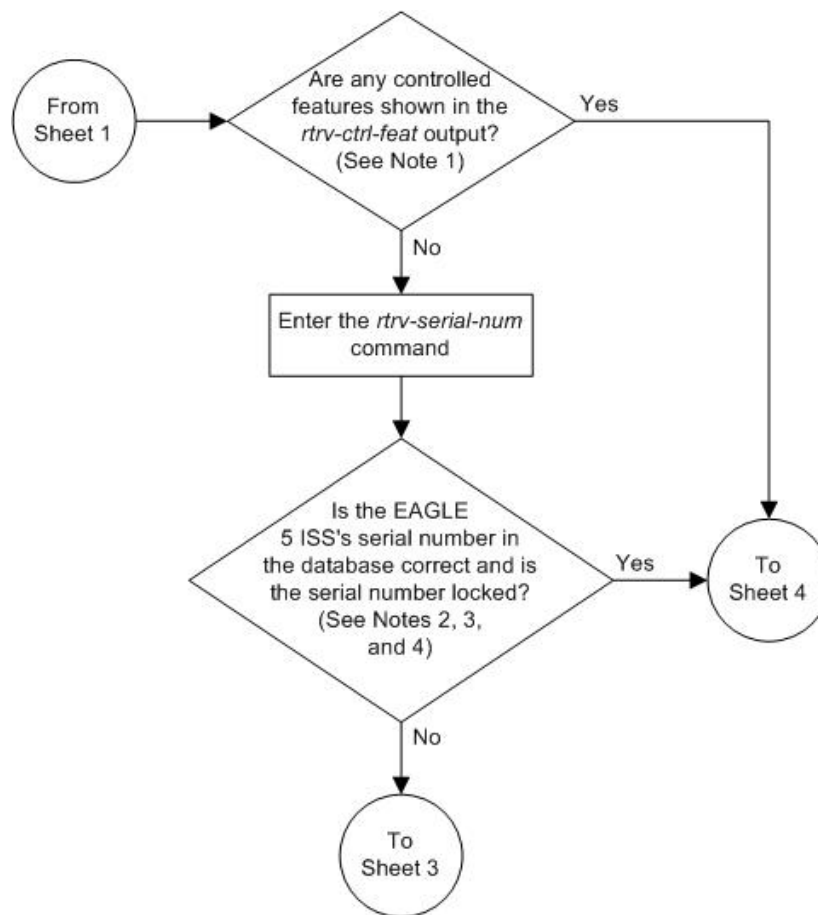 From
Sheet 1
Are any controlled
features shown in the
rtrv-ctrl-feat output?
(See Note 1)
Yes
No
Enter the rtrv-serial-num
command
Is the EAGLE
5 ISS's serial number in
the database correct and is
the serial number locked?
(See Notes 2, 3,
and 4)
Yes
To
Sheet 4
No
To
Sheet 3